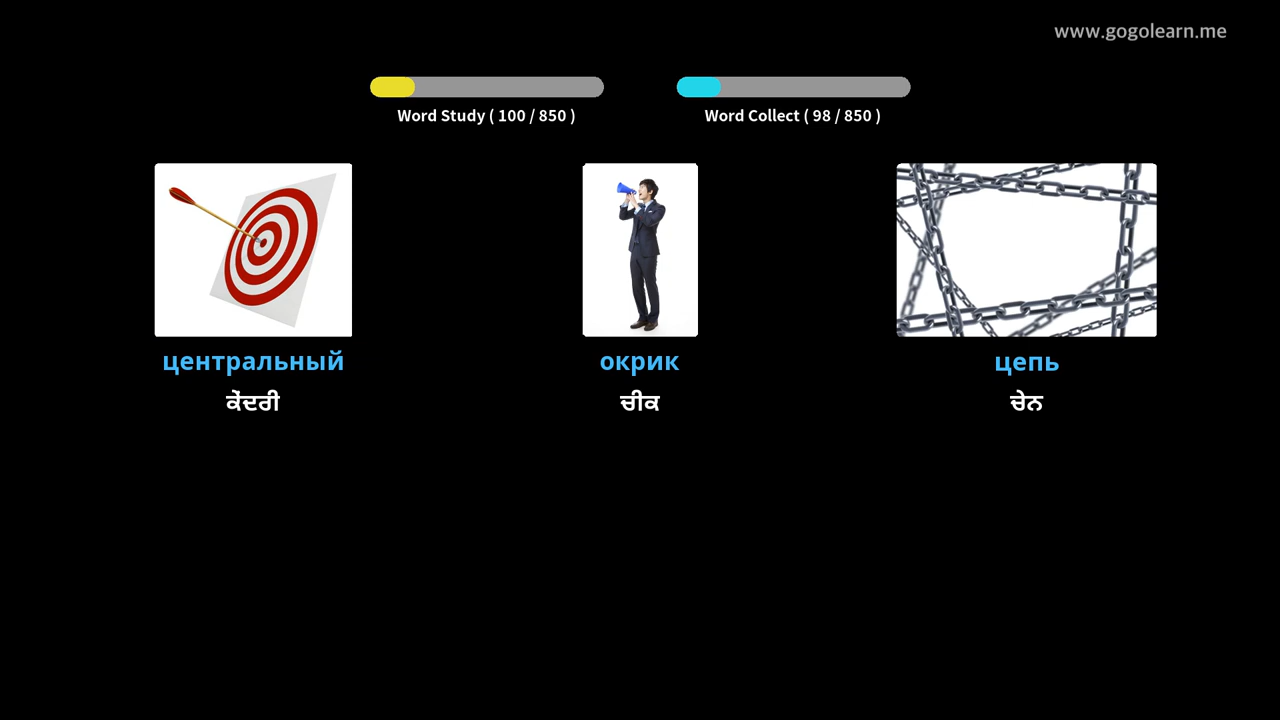 www.gogolearn.me
Word Study ( 100 / 850 )
Word Collect ( 98 / 850 )
центральный
окрик
цепь
ਕੇਂਦਰੀ
ਚੀਕ
ਚੇਨ